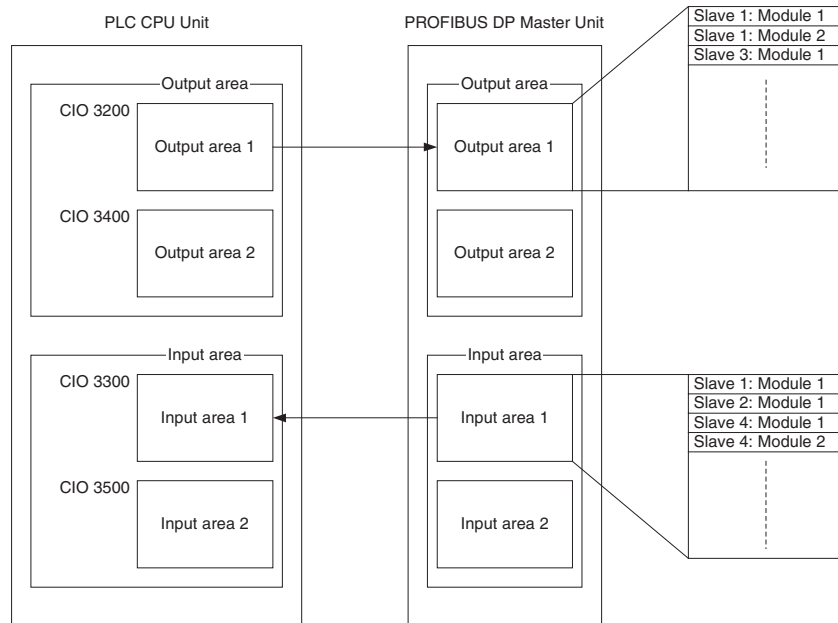 PLC CPU Unit
PROFIBUS DP Master Unit
Slave 1: Module 1
Slave 1: Module 2
Slave 3: Module 1
Output area
CIO 3200
Output area 1
CIO 3400
Output area 2
Output area
Output area 1
Output area 2
Input area
CIO 3300
Input area 1
CIO 3500
Input area 2
Input area
Input area 1
Input area 2
Slave 1: Module 1
Slave 2: Module 1
Slave 4: Module 1
Slave 4: Module 2